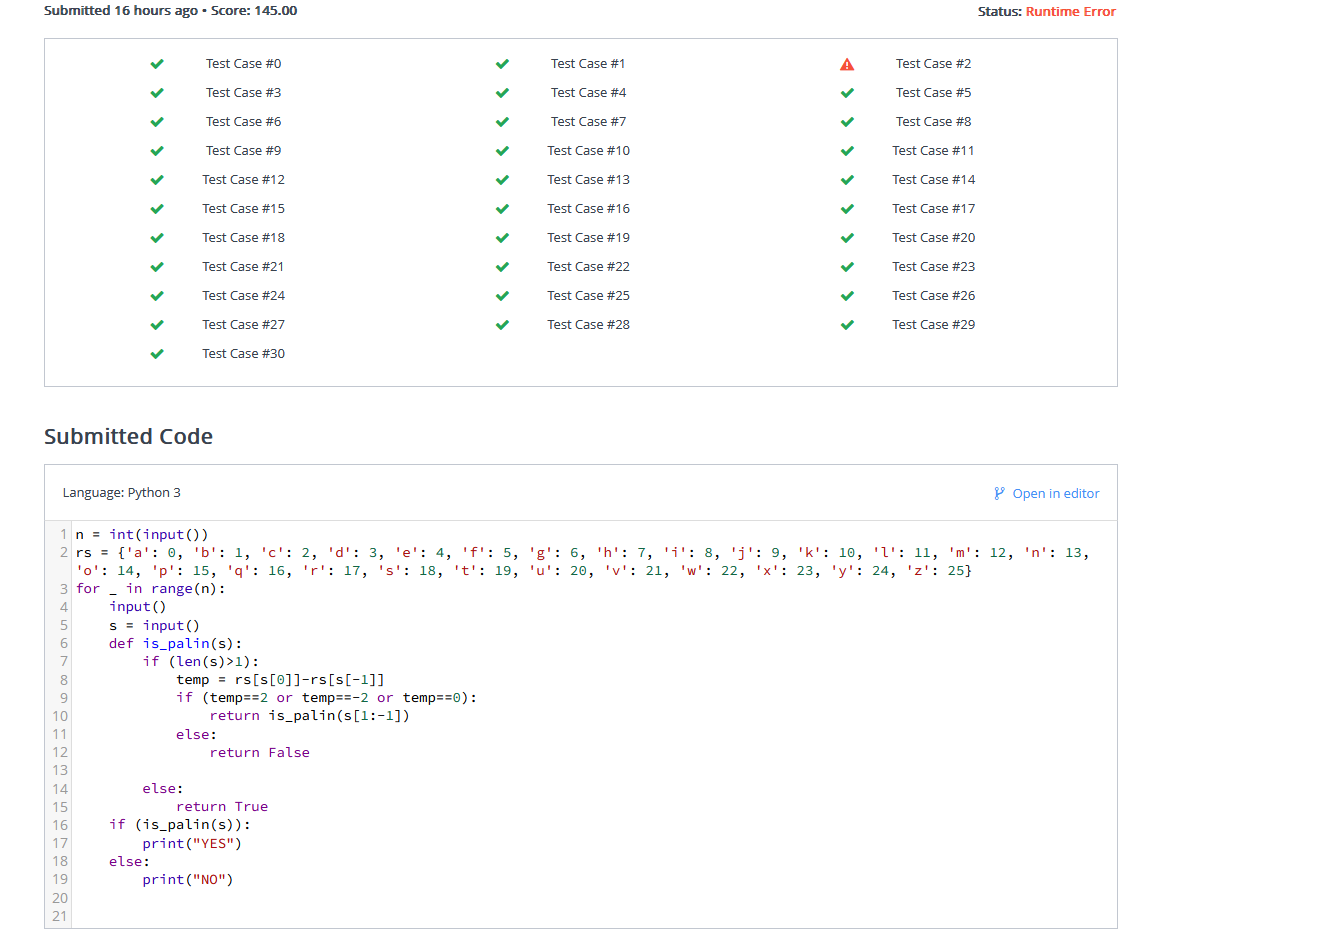 Submitted 16 hours ago • Score: 145.00 Status: Runtime Error
Test Case #0 Test Case #1 Test Case #2
Test Case #3 Test Case #4 Test Case #5
Test Case #6 Test Case #7 Test Case #8
Test Case #9 Test Case #10 Test Case #11
Test Case #12 Test Case #13 Test Case #14
Test Case #15 Test Case #16 Test Case #17
Test Case #18 Test Case #19 Test Case #20
Test Case #21 Test Case #22 Test Case #23
Test Case #24 Test Case #25 Test Case #26
Test Case #27 Test Case #28 Test Case #29
Test Case #30
Submitted Code
Language: Python 3 Open in editor
1 n = int(input())
2 rs = {'a': 0, 'b': 1, 'c': 2, 'd': 3, 'e': 4, 'f': 5, 'g': 6, 'h': 7, 'i': 8, 'j': 9, 'k': 10, 'l': 11, 'm': 12, 'n': 13,
'o': 14, 'p': 15, 'q': 16, 'r': 17, 's': 18, 't': 19, 'u': 20, 'v': 21, 'w': 22, 'x': 23, 'y': 24, 'z': 25}
3 for _ in range(n):
4     input()
5     s = input()
6     def is_palin(s):
7         if (len(s)>1):
8             temp = rs[s[0]]-rs[s[-1]]
9             if (temp==2 or temp==-2 or temp==0):
10                 return is_palin(s[1:-1])
11             else:
12                 return False
13
14         else:
15             return True
16     if (is_palin(s)):
17         print("YES")
18     else:
19         print("NO")
20
21